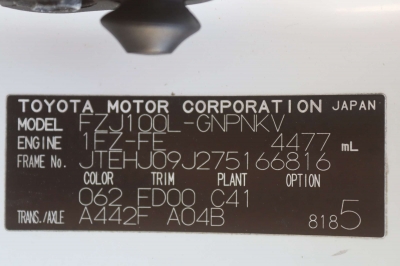 TOYOTA MOTOR CORPORATION JAPAN
MODEL FZJ100L-GNPNKV
ENGINE 1FZ-FE 4477 mL
FRAME No. JTEHJ09J275166816
COLOR TRIM PLANT OPTION
062 ED00 C41
TRANS./AXLE A442F A04B 8185